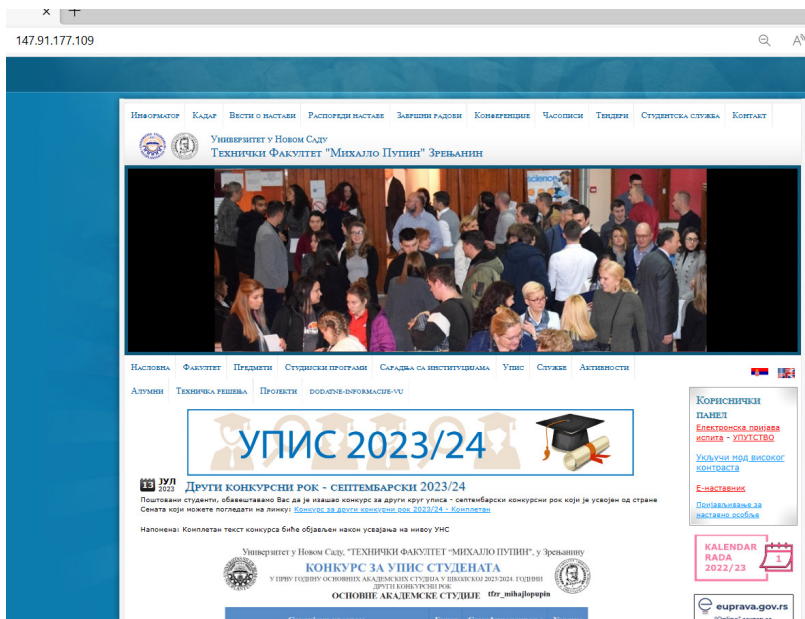 147.91.177.109
Информатор Кадар Вести о настави Распореди наставе Завршни радови Конференције Часописи Тендери Студентска служба Контакт
Универзитет у Новом Саду
Технички Факултет "Михајло Пупин" Зрењанин
science
Насловна Факултет Предмети Студијски програми Сарадња са институцијама Упис Службе Активности
Алумни Техничка решења Пројекти dodatne-informacije-vu
УПИС 2023/24
13 ЈУЛ 2023
Други конкурсни рок - септембарски 2023/24
Поштовани студенти, обавештавамо Вас да је изашао конкурс за други круг уписа - септембарски конкурсни рок који је усвојен од стране
Сената који можете погледати на линку: Конкурс за други конкурни рок 2023/24 - Комплетан
Напомена: Комплетан текст конкурса биће објављен након усвајања на нивоу УНС
Универзитет у Новом Саду, "ТЕХНИЧКИ ФАКУЛТЕТ "МИХАЈЛО ПУПИН", у Зрењанину
КОНКУРС ЗА УПИС СТУДЕНАТА
У ПРВУ ГОДИНУ ОСНОВНИХ АКАДЕМСКИХ СТУДИЈА У ШКОЛСКОЈ 2023/2024. ГОДИНИ
ДРУГИ КОНКУРСНИ РОК
ОСНОВНЕ АКАДЕМСКЕ СТУДИЈЕ tfzr_mihajlopupin
Кориснички
панел
Електронска пријава
испита - УПУТСТВО
Укључи мод високог
контраста
Е-наставник
Пријављивање за
наставно особље
KALENDAR
RADA
2022/23
1
euprava.gov.rs